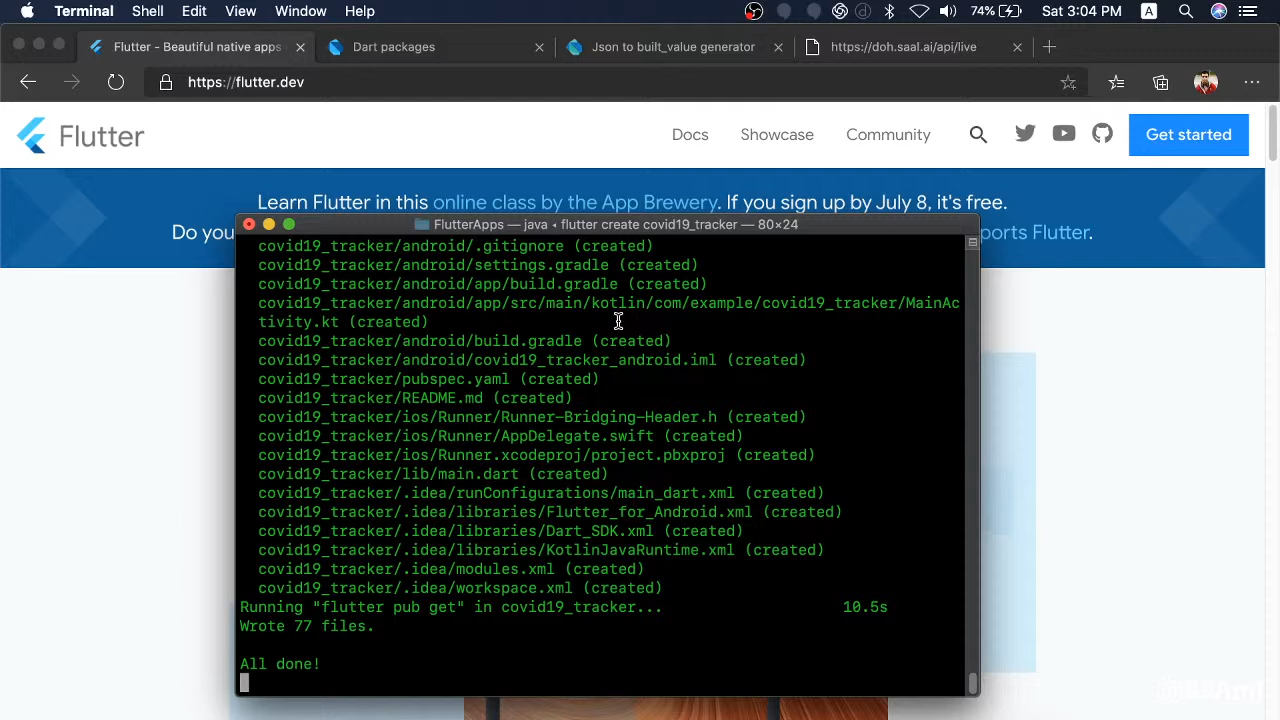 Terminal Shell Edit View Window Help 74% Sat 3:04 PM A
Flutter - Beautiful native apps Dart packages Json to built_value generator https://doh.saal.ai/api/live
https://flutter.dev
Flutter Docs Showcase Community Get started
Learn Flutter in this online class by the App Brewery. If you sign up by July 8, it's free.
Do you
ports Flutter.
FlutterApps — java ◂ flutter create covid19_tracker — 80×24
covid19_tracker/android/.gitignore (created)
covid19_tracker/android/settings.gradle (created)
covid19_tracker/android/app/build.gradle (created)
covid19_tracker/android/app/src/main/kotlin/com/example/covid19_tracker/MainAc
tivity.kt (created)
covid19_tracker/android/build.gradle (created)
covid19_tracker/android/covid19_tracker_android.iml (created)
covid19_tracker/pubspec.yaml (created)
covid19_tracker/README.md (created)
covid19_tracker/ios/Runner/Runner-Bridging-Header.h (created)
covid19_tracker/ios/Runner/AppDelegate.swift (created)
covid19_tracker/ios/Runner.xcodeproj/project.pbxproj (created)
covid19_tracker/lib/main.dart (created)
covid19_tracker/.idea/runConfigurations/main_dart.xml (created)
covid19_tracker/.idea/libraries/Flutter_for_Android.xml (created)
covid19_tracker/.idea/libraries/Dart_SDK.xml (created)
covid19_tracker/.idea/libraries/KotlinJavaRuntime.xml (created)
covid19_tracker/.idea/modules.xml (created)
covid19_tracker/.idea/workspace.xml (created)
Running "flutter pub get" in covid19_tracker... 10.5s
Wrote 77 files.
All done!